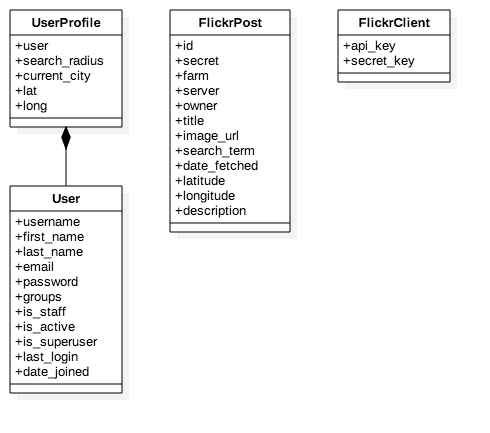 UserProfile
+user
+search_radius
+current_city
+lat
+long
User
+username
+first_name
+last_name
+email
+password
+groups
+is_staff
+is_active
+is_superuser
+last_login
+date_joined
FlickrPost
+id
+secret
+farm
+server
+owner
+title
+image_url
+search_term
+date_fetched
+latitude
+longitude
+description
FlickrClient
+api_key
+secret_key